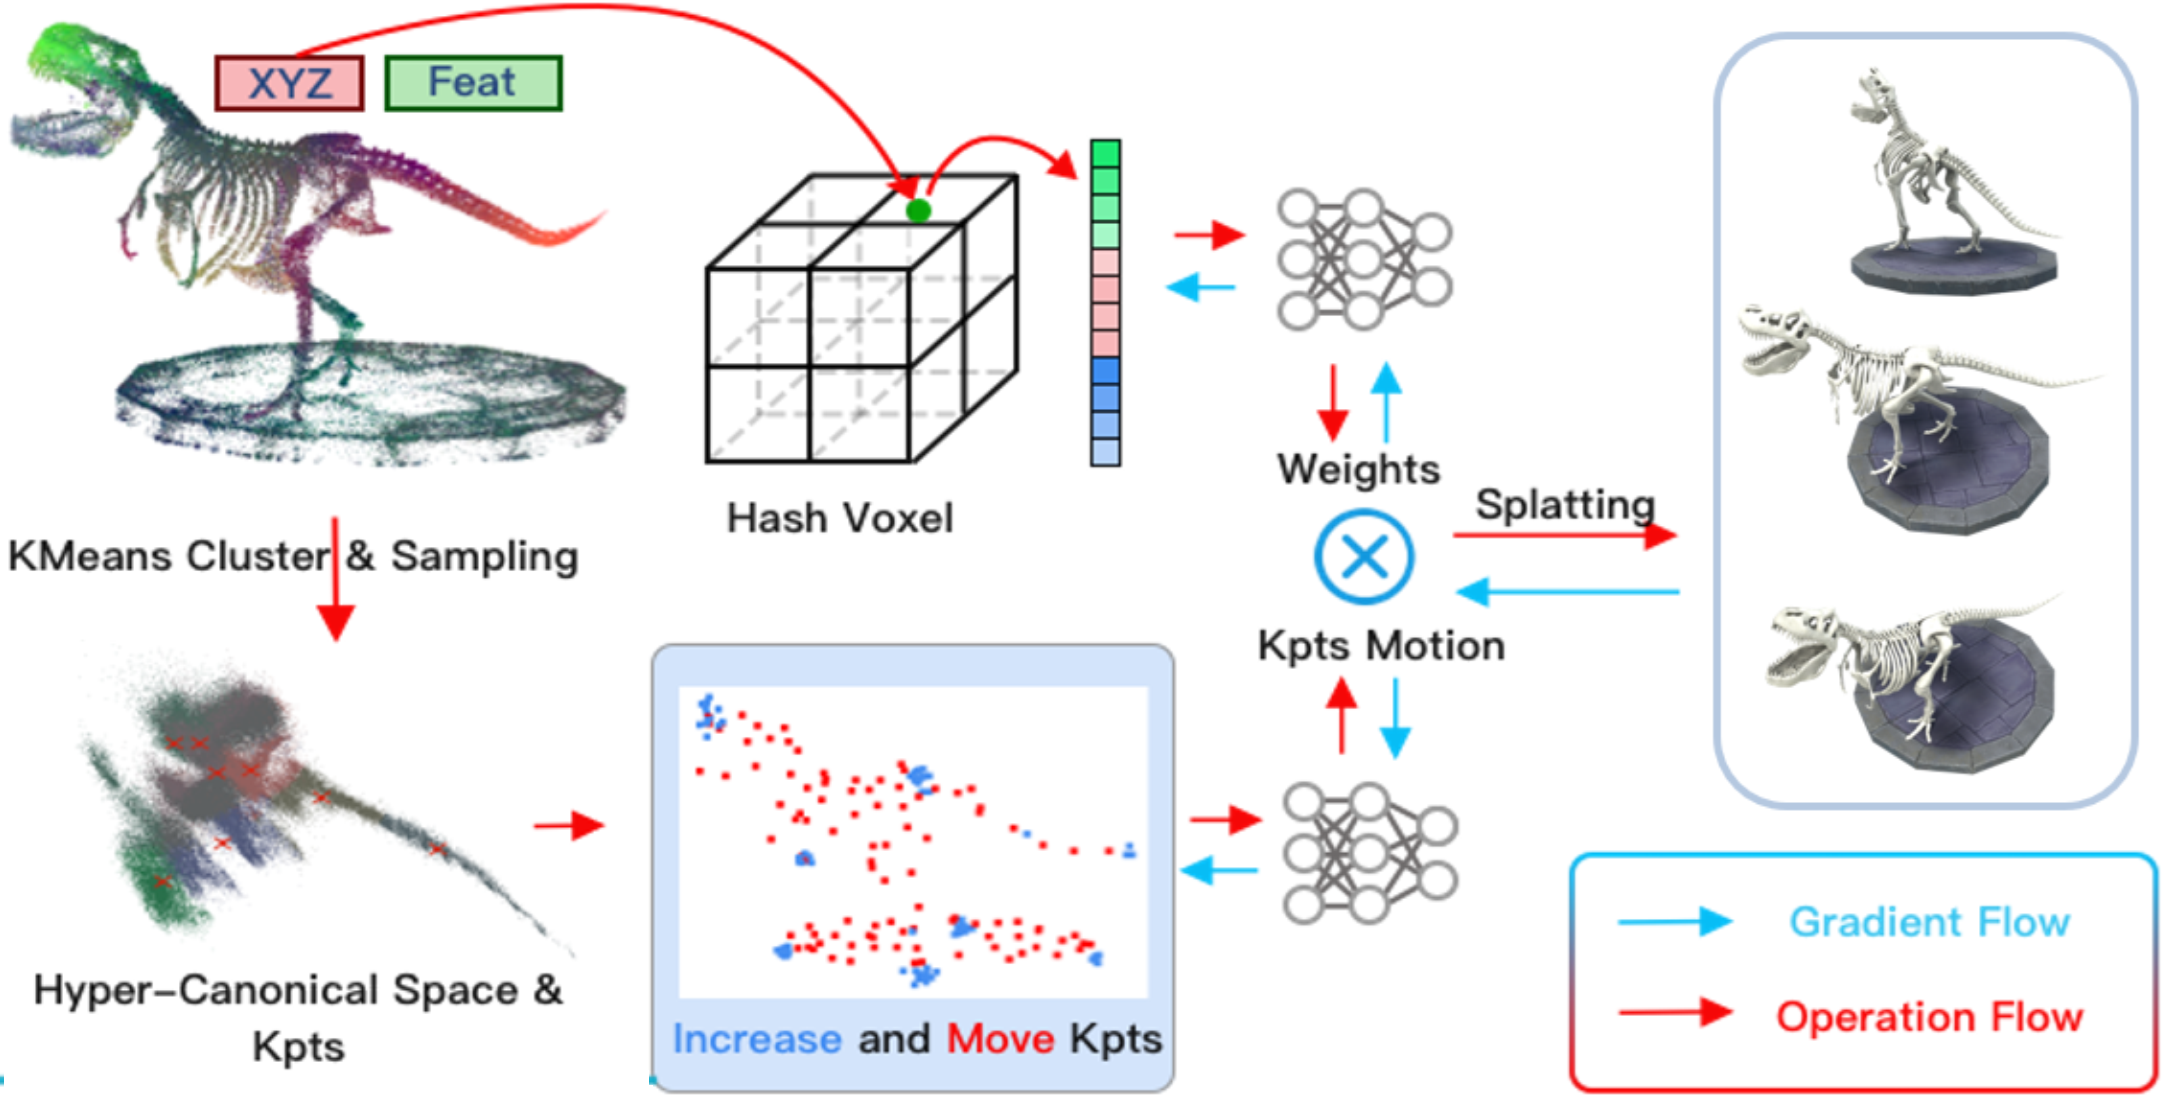 XYZ
Feat
Hash Voxel
KMeans Cluster & Sampling
Hyper-Canonical Space &
Kpts
Increase and Move Kpts
Weights
Splatting
Kpts Motion
Gradient Flow
Operation Flow